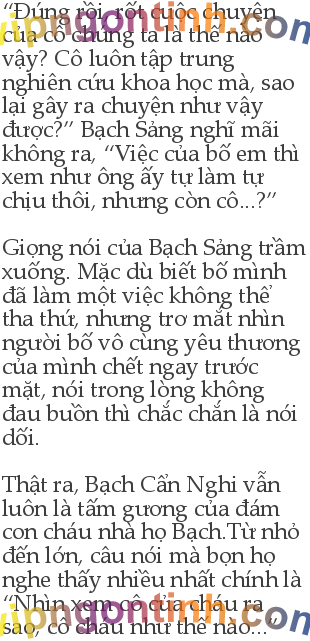 “Đúng rồi, rốt cuộc chuyện
của cô chúng ta là thế nào
vậy? Cô luôn tập trung
nghiên cứu khoa học mà, sao
lại gây ra chuyện như vậy
được?” Bạch Sảng nghĩ mãi
không ra, “Việc của bố em thì
xem như ông ấy tự làm tự
chịu thôi, nhưng còn cô...?”
Giọng nói của Bạch Sảng trầm
xuống. Mặc dù biết bố mình
đã làm một việc không thể
tha thứ, nhưng trơ mắt nhìn
người bố vô cùng yêu thương
của mình chết ngay trước
mặt, nói trong lòng không
đau buồn thì chắc chắn là nói
dối.
Thật ra, Bạch Cẩn Nghi vẫn
luôn là tấm gương của đám
con cháu nhà họ Bạch.Từ nhỏ
đến lớn, câu nói mà bọn họ
nghe thấy nhiều nhất chính là
“Nhìn xem cô của cháu ra
sao, cô cháu như thế nào...”
vipngontinh.com
vipngontinh.com